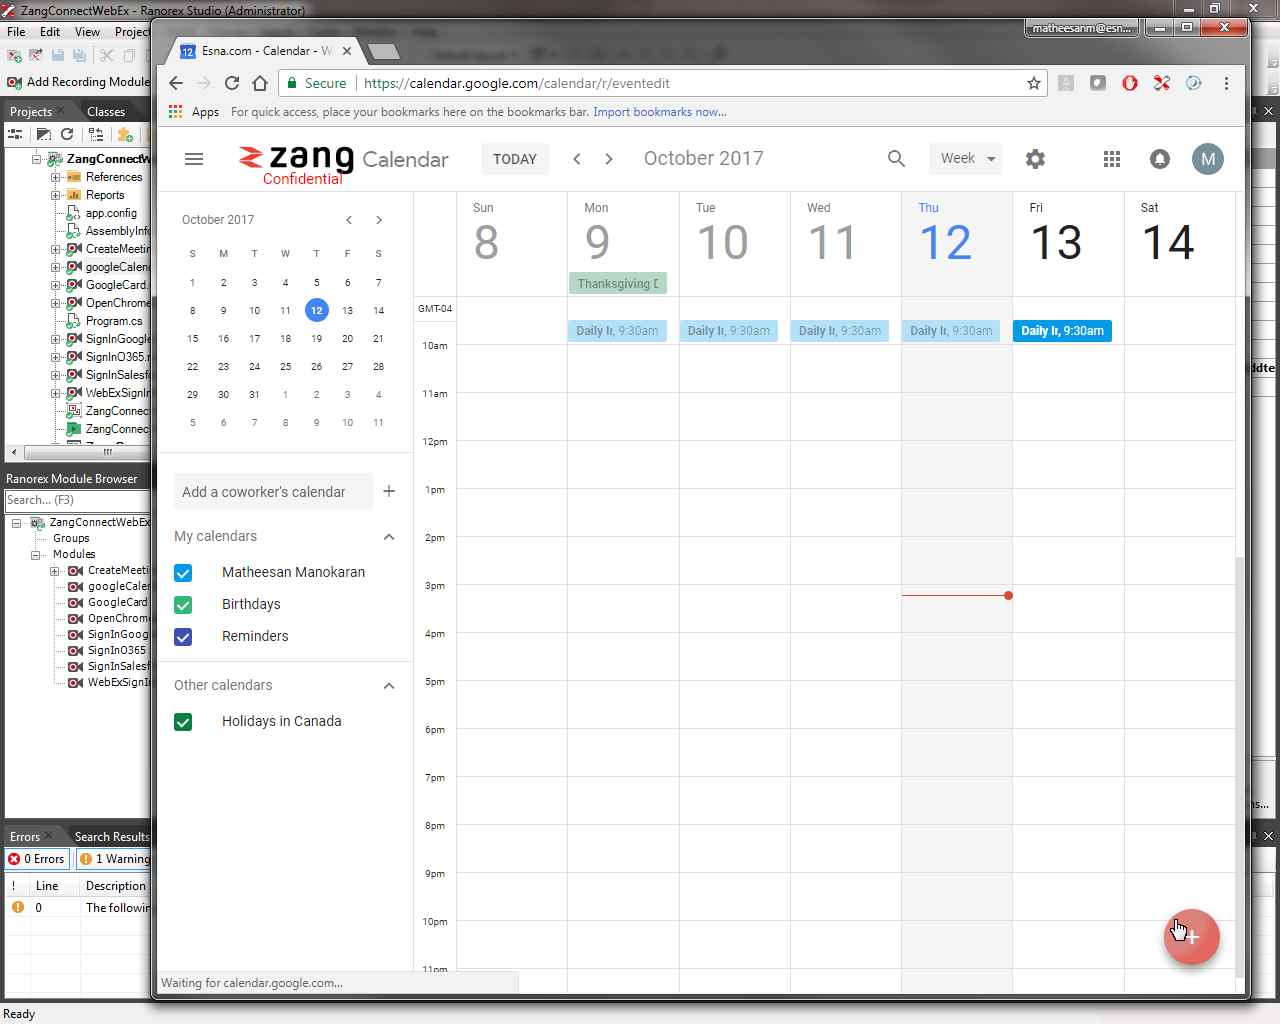 ZangConnectWebEx - Ranorex Studio (Administrator)
File Edit View Project
matheesanm@esn...
Esna.com - Calendar - W
Add Recording Module
Secure https://calendar.google.com/calendar/r/eventedit
Apps For quick access, place your bookmarks here on the bookmarks bar. Import bookmarks now...
Projects Classes
zang Calendar TODAY October 2017 Week M
Confidential
ZangConnectW
References
Reports
app.config
AssemblyInfo
CreateMeetin
googleCalend
GoogleCard.
OpenChrome
Program.cs
SignInGoogle
SignInO365.r
SignInSalesf
WebExSignIn
ZangConnect
ZangConnec
October 2017
S M T W T F S
1 2 3 4 5 6 7
8 9 10 11 12 13 14
15 16 17 18 19 20 21
22 23 24 25 26 27 28
29 30 31 1 2 3 4
5 6 7 8 9 10 11
Sun Mon Tue Wed Thu Fri Sat
8 9 10 11 12 13 14
Thanksgiving D
GMT-04
Daily Ir, 9:30am Daily Ir, 9:30am Daily Ir, 9:30am Daily Ir, 9:30am Daily Ir, 9:30am
10am
11am
12pm
1pm
2pm
3pm
4pm
5pm
6pm
7pm
8pm
9pm
10pm
11pm
Add a coworker's calendar +
My calendars
Matheesan Manokaran
Birthdays
Reminders
Other calendars
Holidays in Canada
Ranorex Module Browser
Search... (F3)
ZangConnectWebEx
Groups
Modules
CreateMeeti
googleCaler
GoogleCard
OpenChrom
SignInGoog
SignInO365
SignInSalesf
WebExSignIn
ddte
s...
Errors Search Results
0 Errors 1 Warning
! Line Description
0 The followin
Waiting for calendar.google.com...
Ready